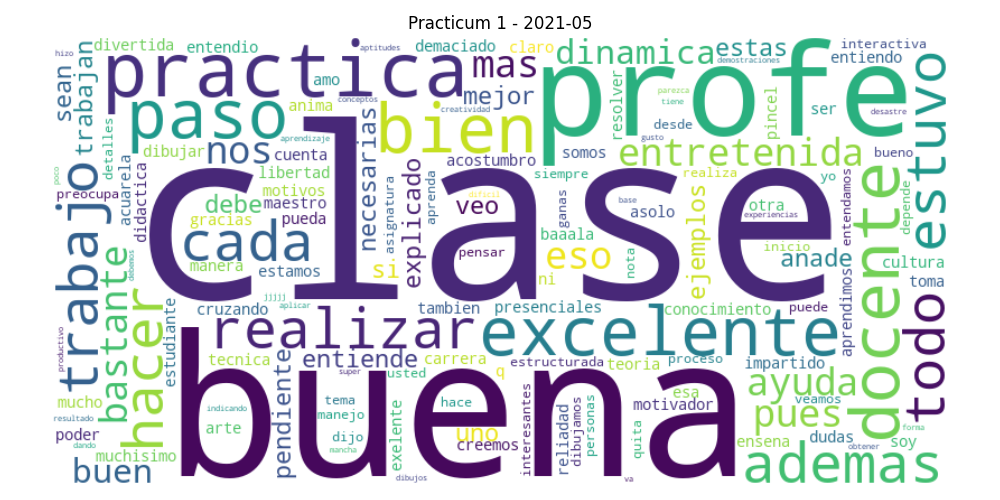 Practicum 1 - 2021-05
divertida
entendio
aptitudes
demaciado
claro
dinamica
estas
interactiva
hizo
sean
trabajan
practica
amo
mas
profe
demostraciones
entiendo
paso
anima
conceptos
mejor
creatividad
bien
resolver
parezca
tiene
pincel
desde
ser
desastre
estuvo
detalles
dibujar
nos
aprendizaje
cuenta
necesarias
acostumbro
somos
gusto
entretenida
bueno
poco
preocupa
acuarela
didactica
libertad
motivos
maestro
asignatura
explicado
aprenda
dificil
siempre
base
realiza
yo
trabajo
clase
debe
gracias
pueda
veo
ganas
asolo
ejemplos
otra
experiencias
depende
entendamos
docente
cada
manera
estamos
si
pensar
baaala
eso
ni
nota
inicio
añade
cultura
toma
bastante
debenos
hacer
jjjjj
aplicar
cruzando
tambien
presenciales
conocimiento
puede
aprendimos
todo
productivo
estudiante
realizar
excelente
tecnica
entiende
carrera
q
estructurada
teoria
proceso
impartido
super
usted
mucho
buena
pendiente
tema
manejo
hace
esa
motivador
ayuda
veamos
pues
resultado
indicando
arte
dijo
mancha
exelente
uno
creemos
interesantes
realiadad
dibujamos
personas
quita
ensena
dudas
soy
forma
obtener
poder
dando
muchisimo
buen
dibujos
va
ademas